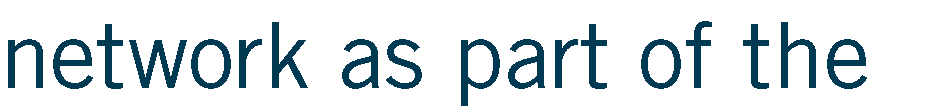 network as part of the